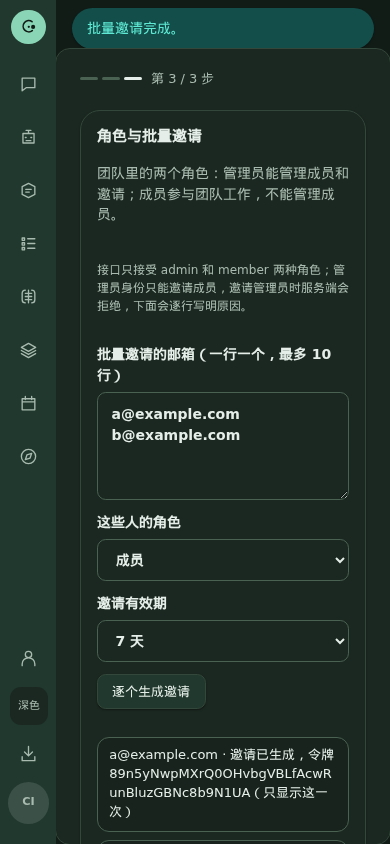 批量邀请完成。
第 3 / 3 步
角色与批量邀请
团队里的两个角色：管理员能管理成员和
邀请；成员参与团队工作，不能管理成
员。
接口只接受 admin 和 member 两种角色；管
理员身份只能邀请成员，邀请管理员时服务端会
拒绝，下面会逐行写明原因。
批量邀请的邮箱（一行一个，最多 10
行）
a@example.com
b@example.com
这些人的角色
成员
邀请有效期
7 天
逐个生成邀请
a@example.com · 邀请已生成，令牌
89n5yNwpMXrQ0OHvbgVBLfAcwR
unBluzGBNc8b9N1UA（只显示这一
次）
深色
CI